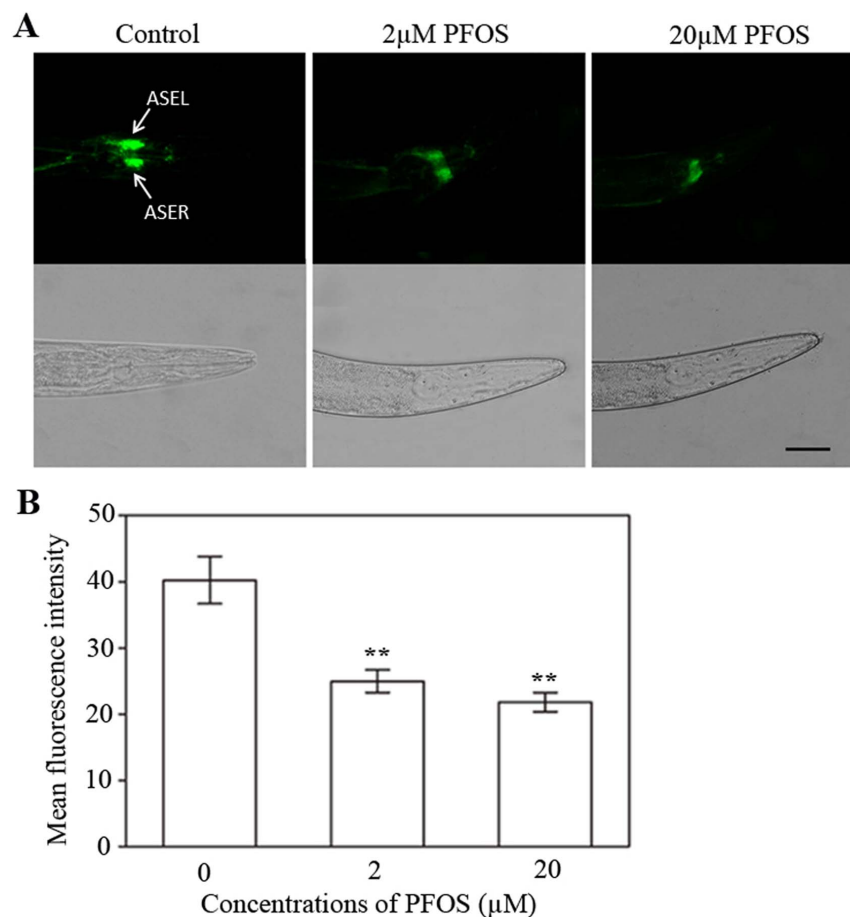 A
Control 2μM PFOS 20μM PFOS
ASEL
ASER
B
Mean fluorescence intensity
50
40
30
20
10
0
**
**
0 2 20
Concentrations of PFOS (μM)